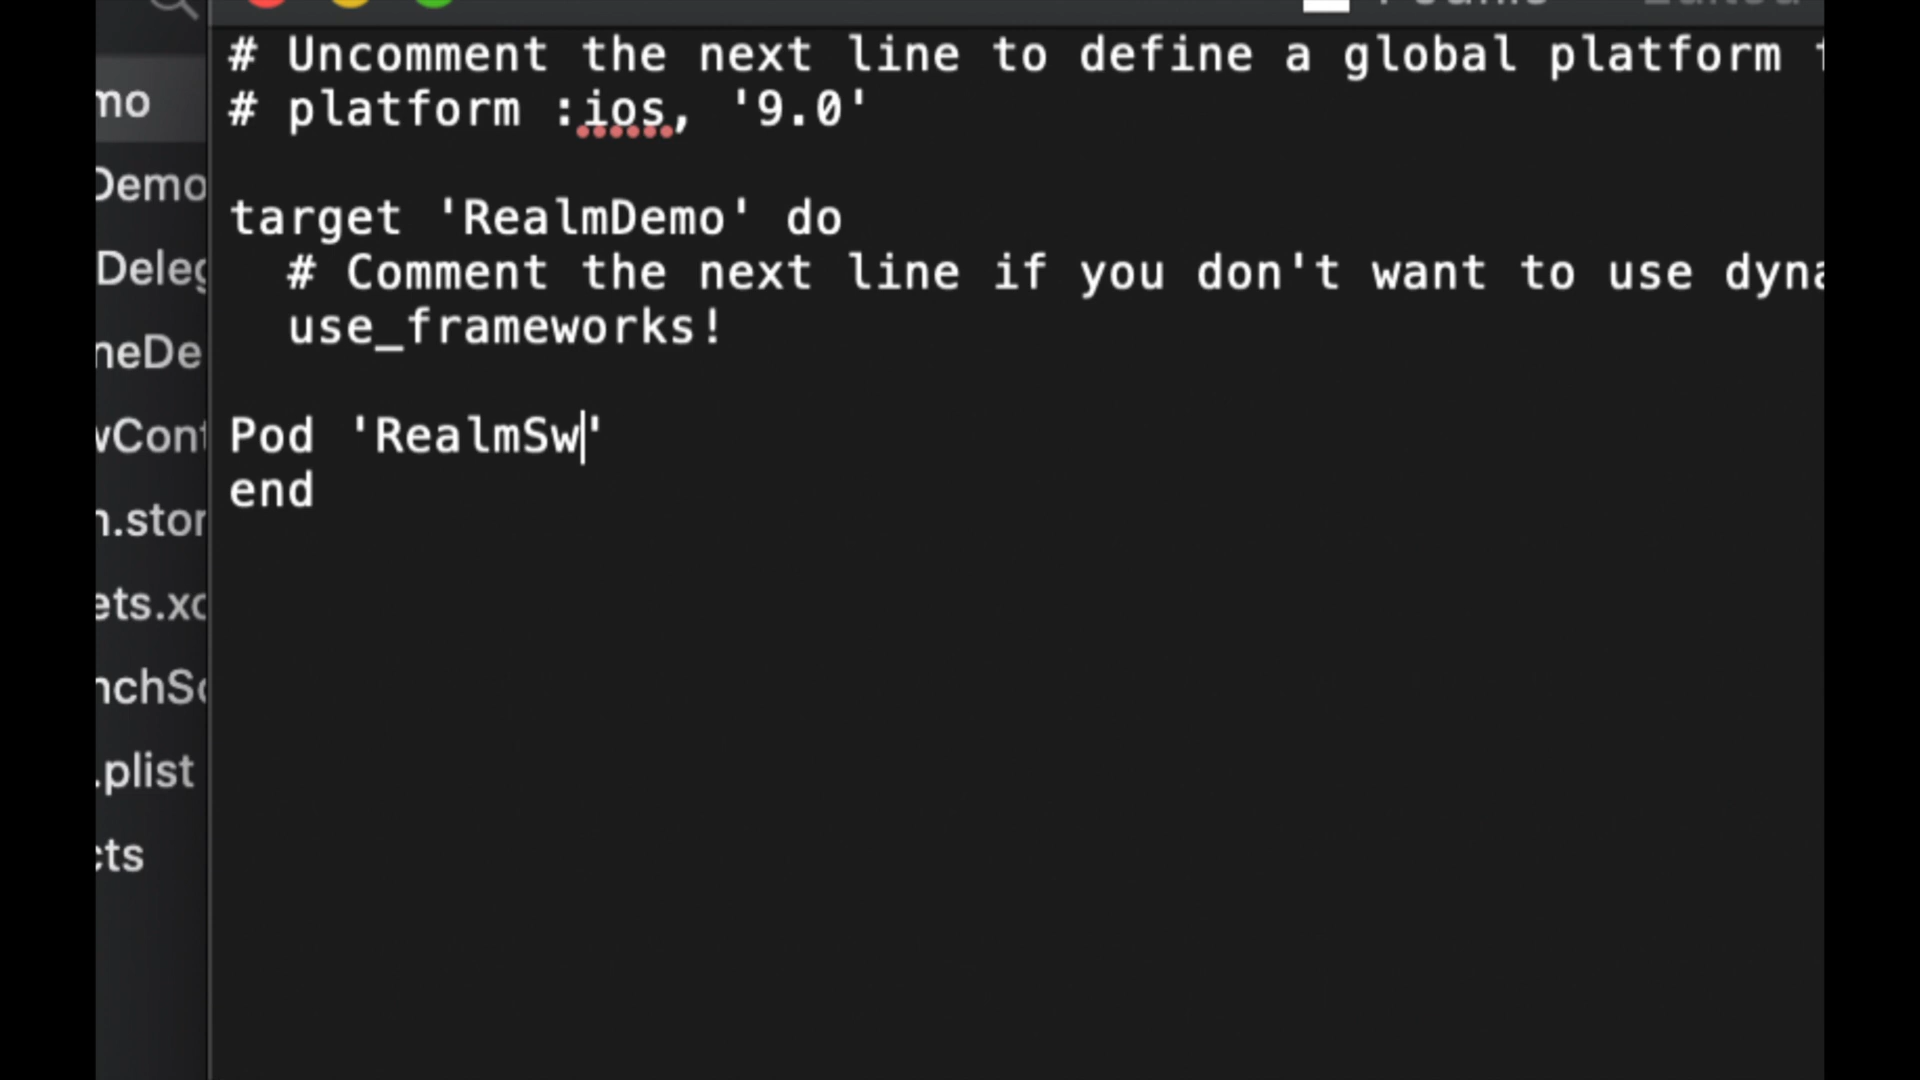 mo
Demo
Deleg
neDe
wCont
n.stor
ets.xc
nchSc
.plist
cts
# Uncomment the next line to define a global platform
# platform :ios, '9.0'
target 'RealmDemo' do
# Comment the next line if you don't want to use dyna
use_frameworks!
Pod 'RealmSw'
end